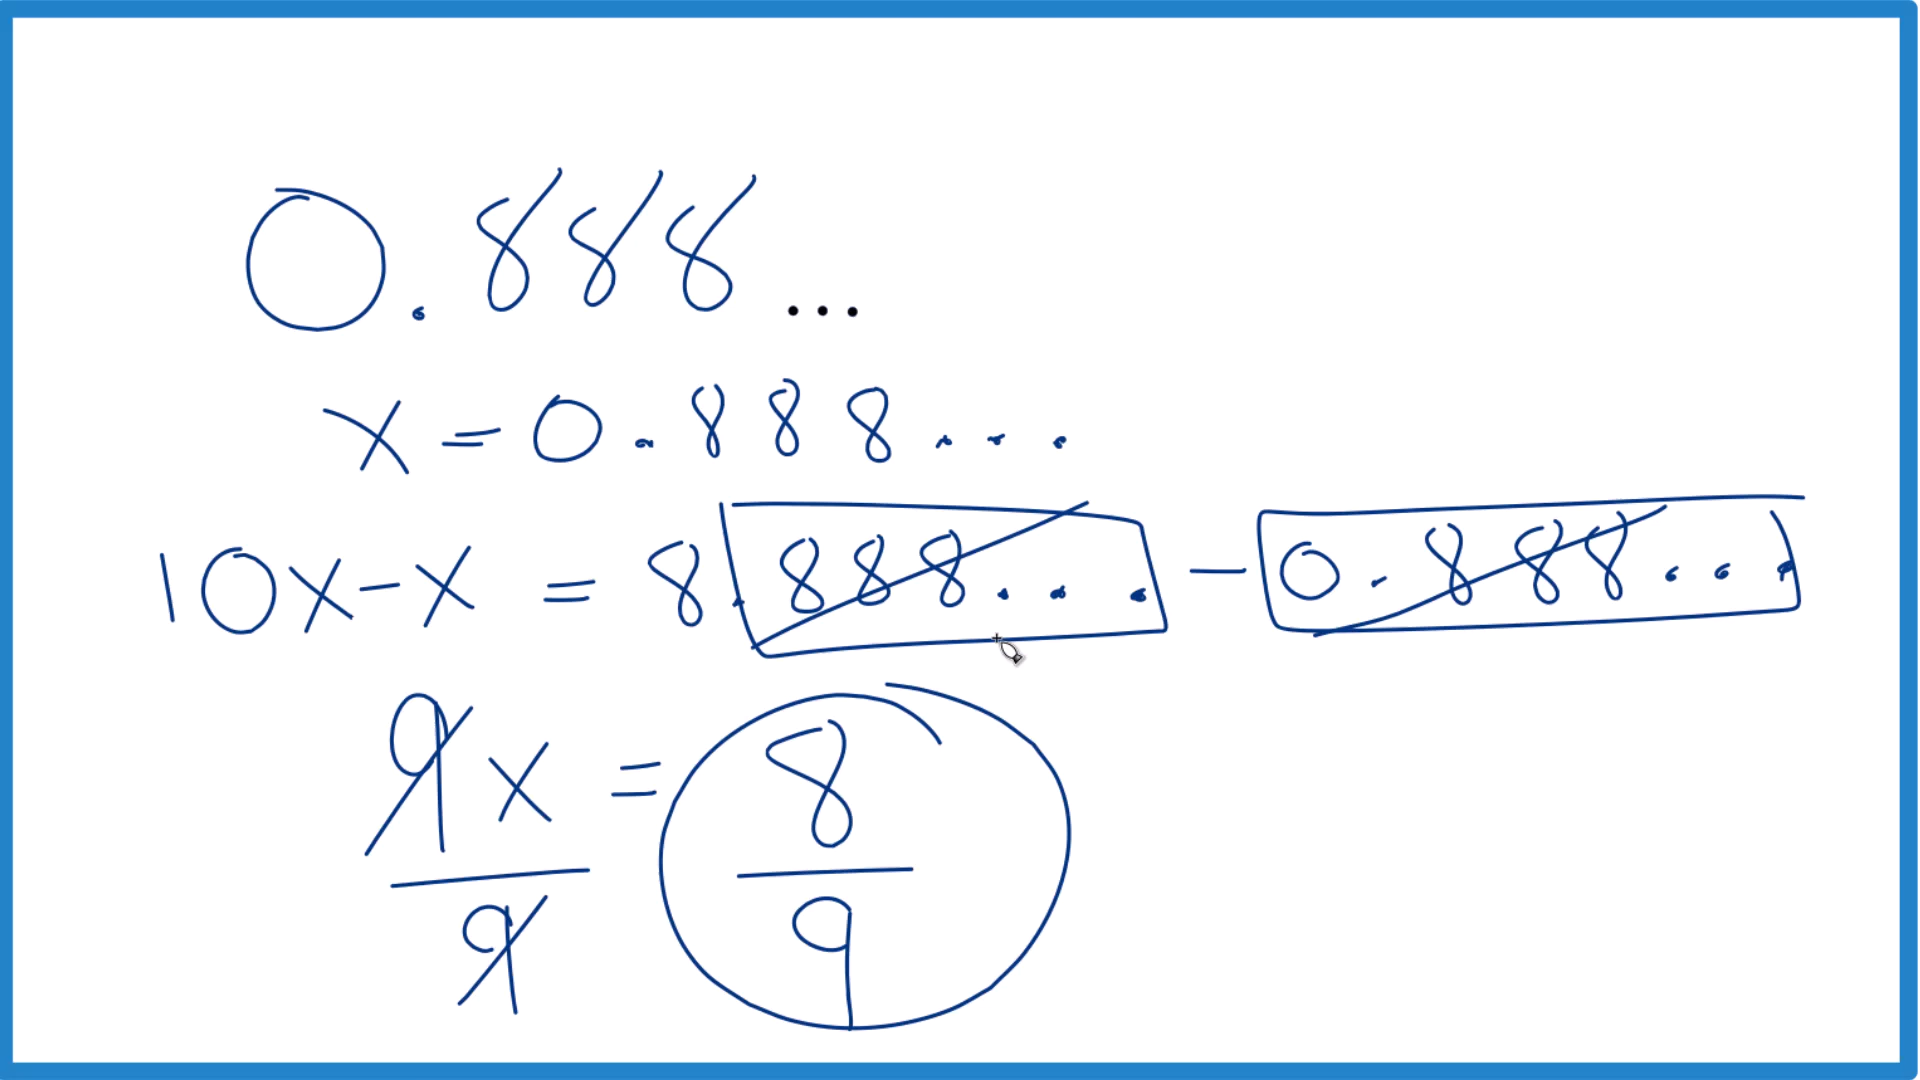 0.888...
x = 0.888...
10x - x = 8.888... - 0.888...
9x = 8
9 9